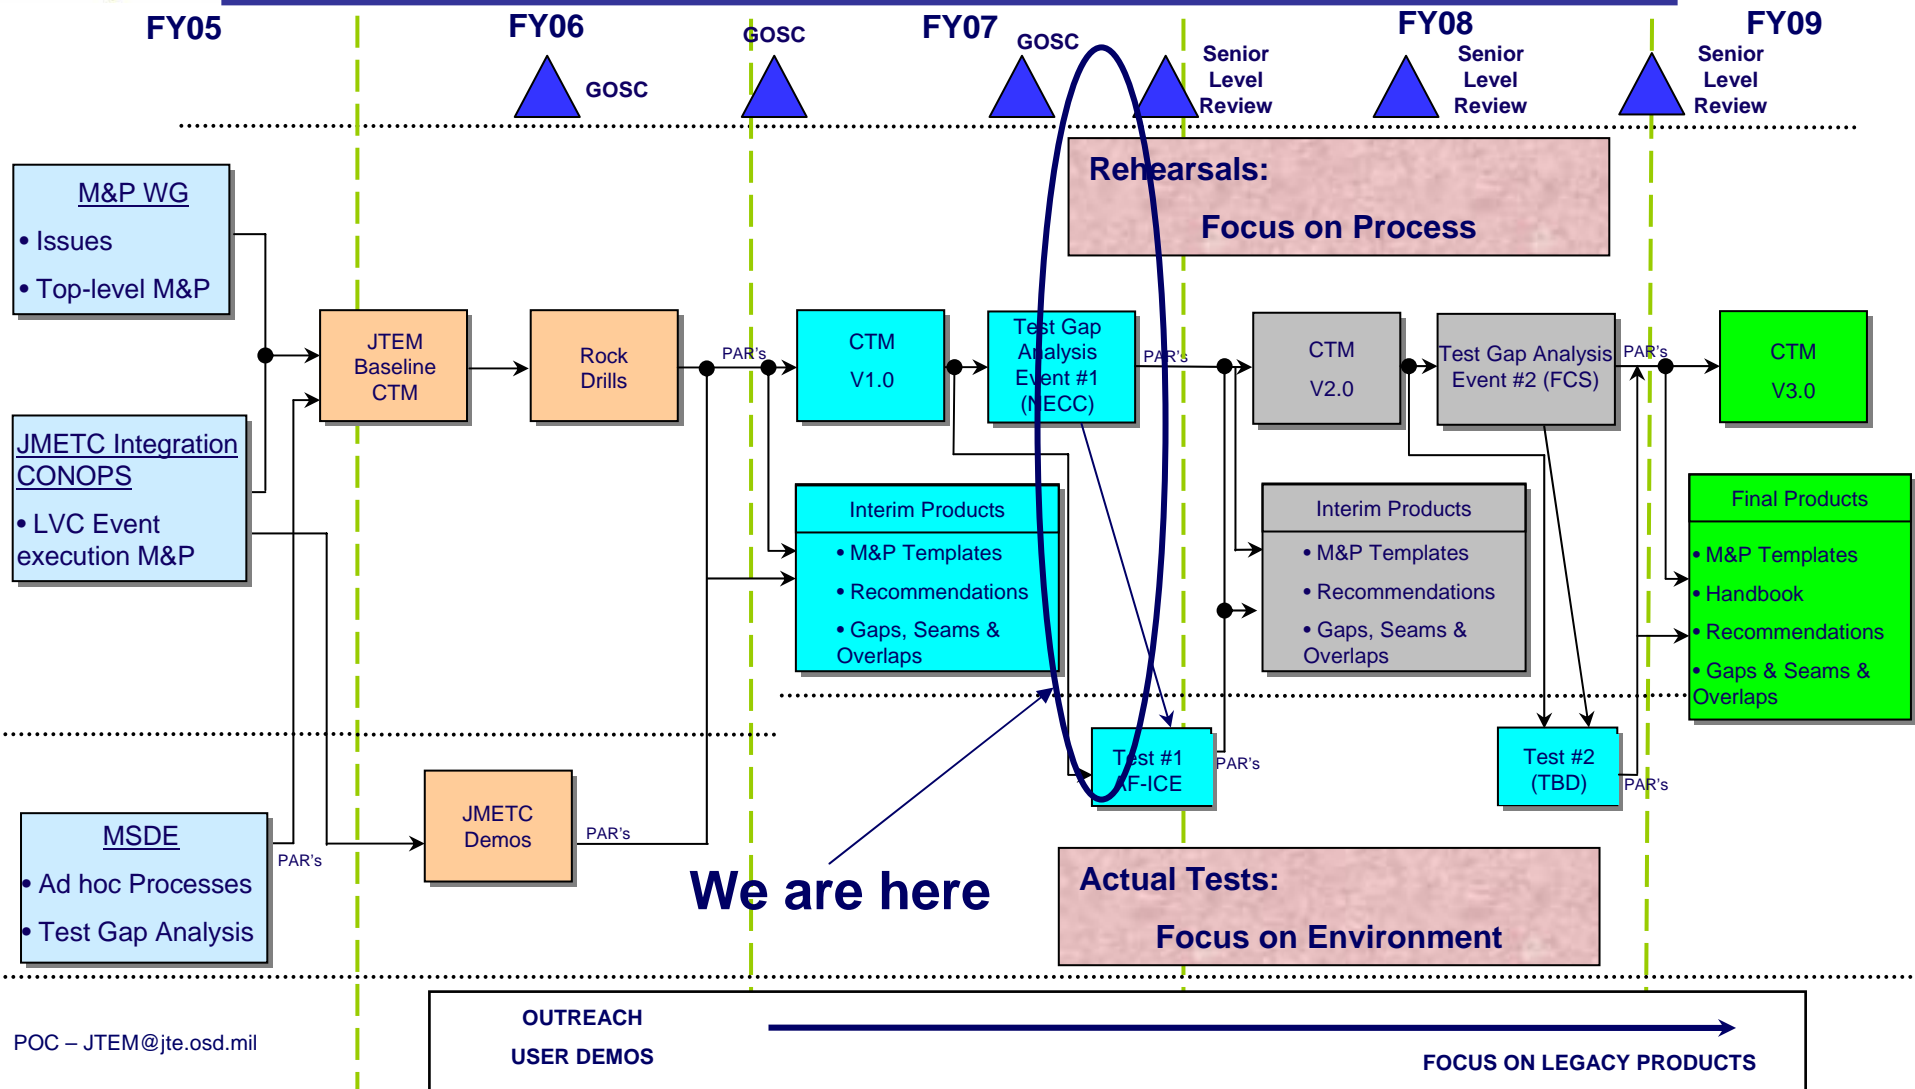 FY05
FY06
FY07
FY08
FY09
GOSC
GOSC
GOSC
Senior
Level
Review
Senior
Level
Review
Senior
Level
Review
Rehearsals:
Focus on Process
M&P WG
• Issues
• Top-level M&P
JMETC Integration
CONOPS
• LVC Event
execution M&P
MSDE
• Ad hoc Processes
• Test Gap Analysis
PAR's
JTEM
Baseline
CTM
Rock
Drills
PAR's
JMETC
Demos
PAR's
CTM
V1.0
Test Gap
Analysis
Event #1
(NECC)
PAR's
Interim Products
• M&P Templates
• Recommendations
• Gaps, Seams &
Overlaps
Test #1
AF-ICE
PAR's
CTM
V2.0
Test Gap Analysis
Event #2 (FCS)
PAR's
Interim Products
• M&P Templates
• Recommendations
• Gaps, Seams &
Overlaps
Test #2
(TBD)
PAR's
CTM
V3.0
Final Products
• M&P Templates
• Handbook
• Recommendations
• Gaps & Seams &
Overlaps
We are here
Actual Tests:
Focus on Environment
POC – JTEM@jte.osd.mil
OUTREACH
USER DEMOS
FOCUS ON LEGACY PRODUCTS